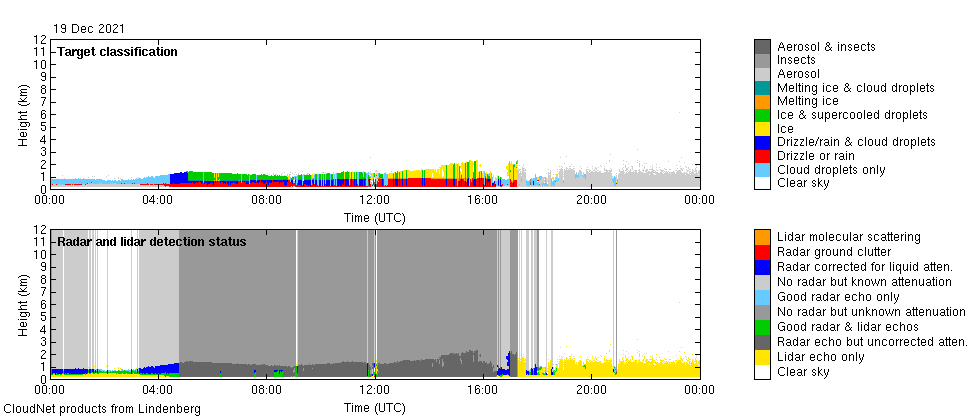 19 Dec 2021
Target classification
Height (km)
12
11
10
9
8
7
6
5
4
3
2
1
0
00:00 04:00 08:00 12:00 16:00 20:00 00:00
Time (UTC)
Aerosol & insects
Insects
Aerosol
Melting ice & cloud droplets
Melting ice
Ice & supercooled droplets
Ice
Drizzle/rain & cloud droplets
Drizzle or rain
Cloud droplets only
Clear sky
Radar and lidar detection status
Height (km)
12
11
10
9
8
7
6
5
4
3
2
1
0
00:00 04:00 08:00 12:00 16:00 20:00 00:00
Time (UTC)
Lidar molecular scattering
Radar ground clutter
Radar corrected for liquid atten.
No radar but known attenuation
Good radar echo only
No radar but unknown attenuation
Good radar & lidar echos
Radar echo but uncorrected atten.
Lidar echo only
Clear sky
CloudNet products from Lindenberg